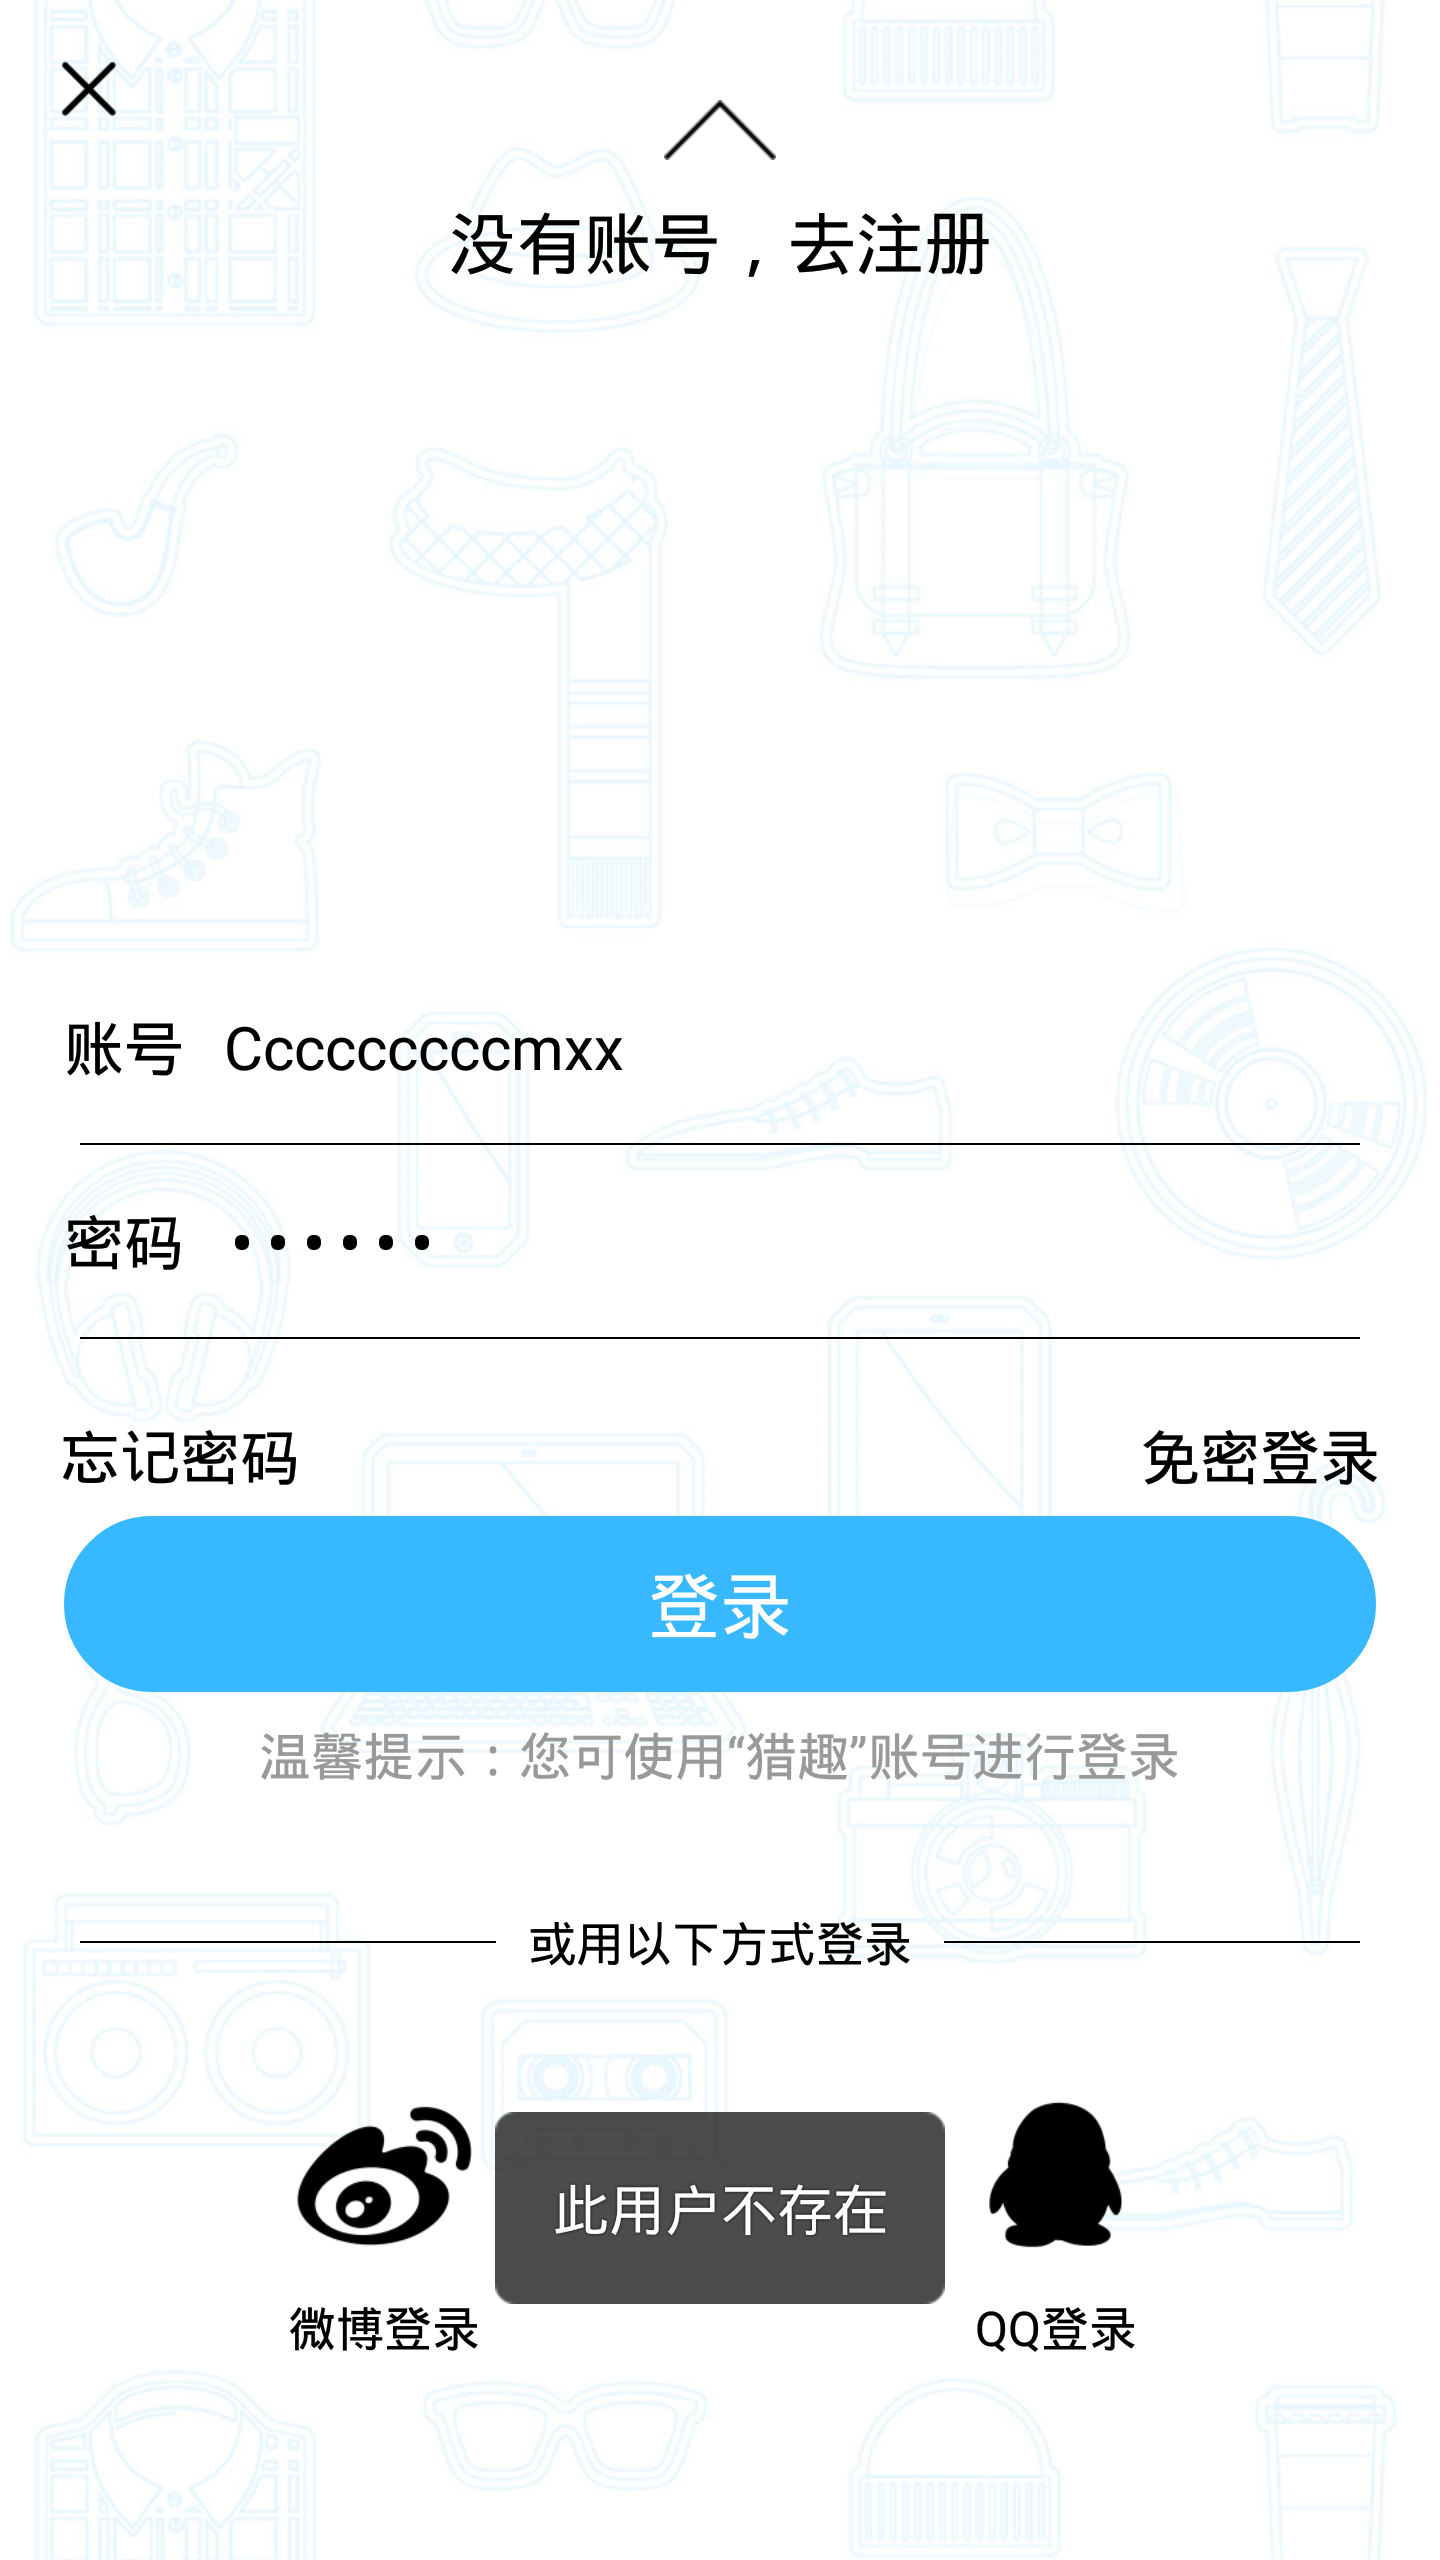 没有账号，去注册
账号 Ccccccccccmxx
密码 ••••••
忘记密码 免密登录
登录
温馨提示：您可使用“猎趣”账号进行登录
或用以下方式登录
此用户不存在
微博登录 QQ登录